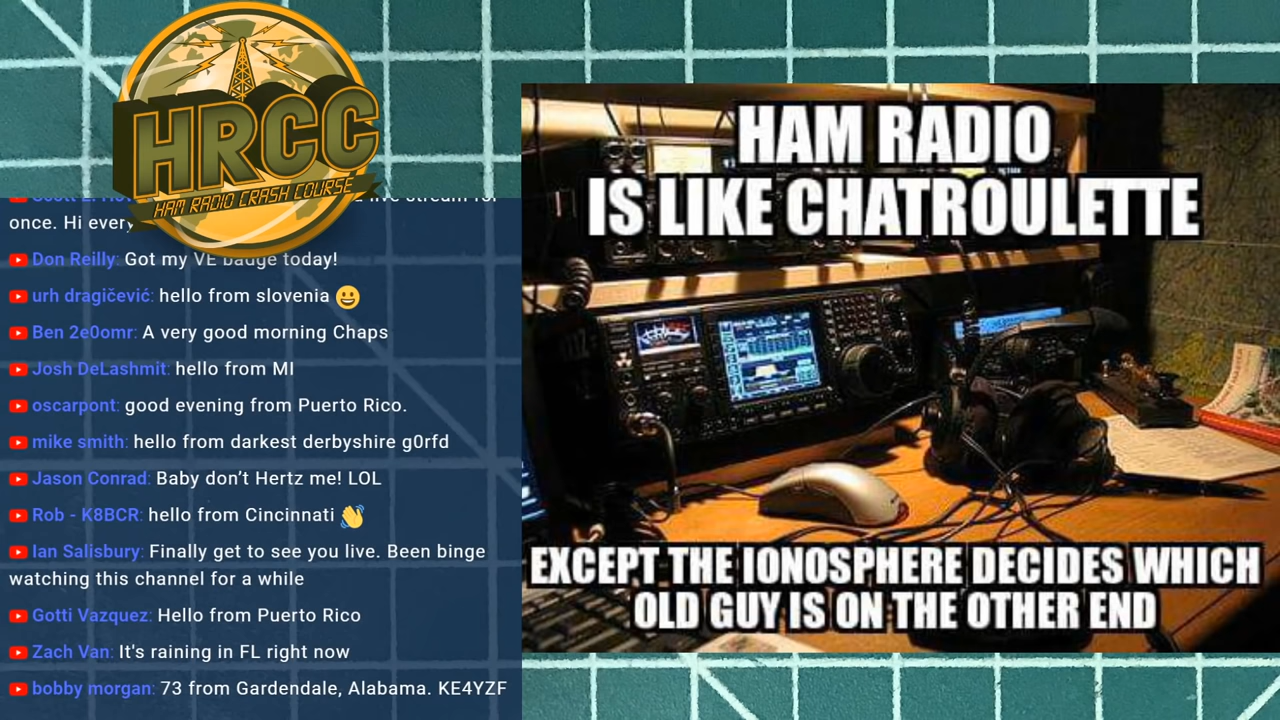 HRCC
HAM RADIO CRASH COURSE
once. Hi every
Don Reilly: Got my VE badge today!
urh dragičević: hello from slovenia 😀
Ben 2e0omr: A very good morning Chaps
Josh DeLashmit: hello from MI
oscarpont: good evening from Puerto Rico.
mike smith: hello from darkest derbyshire g0rfd
Jason Conrad: Baby don’t Hertz me! LOL
Rob - K8BCR: hello from Cincinnati 👋
Ian Salisbury: Finally get to see you live. Been binge
watching this channel for a while
Gotti Vazquez: Hello from Puerto Rico
Zach Van: It's raining in FL right now
bobby morgan: 73 from Gardendale, Alabama. KE4YZF
HAM RADIO
IS LIKE CHATROULETTE
EXCEPT THE IONOSPHERE DECIDES WHICH
OLD GUY IS ON THE OTHER END